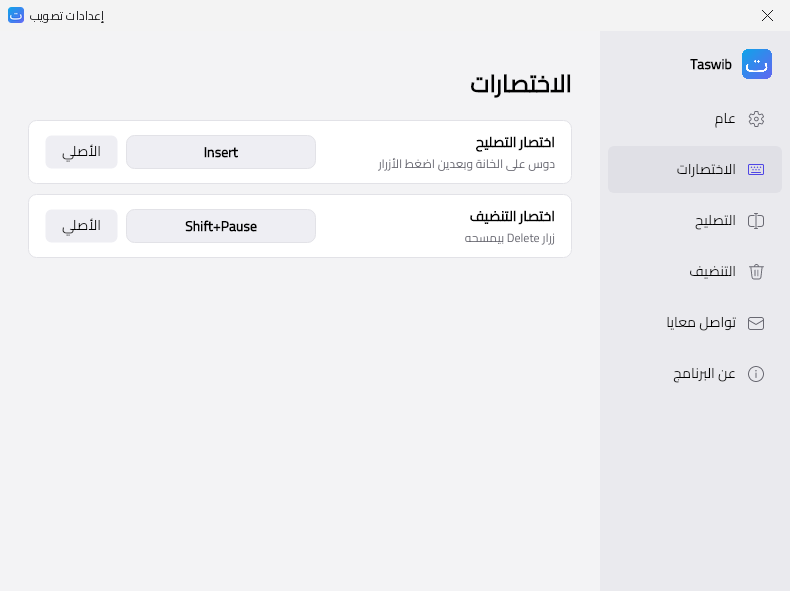 إعدادات تصويب
ت
ت
Taswib
عام
الاختصارات
التصليح
التنضيف
تواصل معايا
عن البرنامج
الاختصارات
اختصار التصليح
دوس على الخانة وبعدين اضغط الأزرار
Insert
الأصلي
اختصار التنضيف
زرار Delete بيمسحه
Shift+Pause
الأصلي